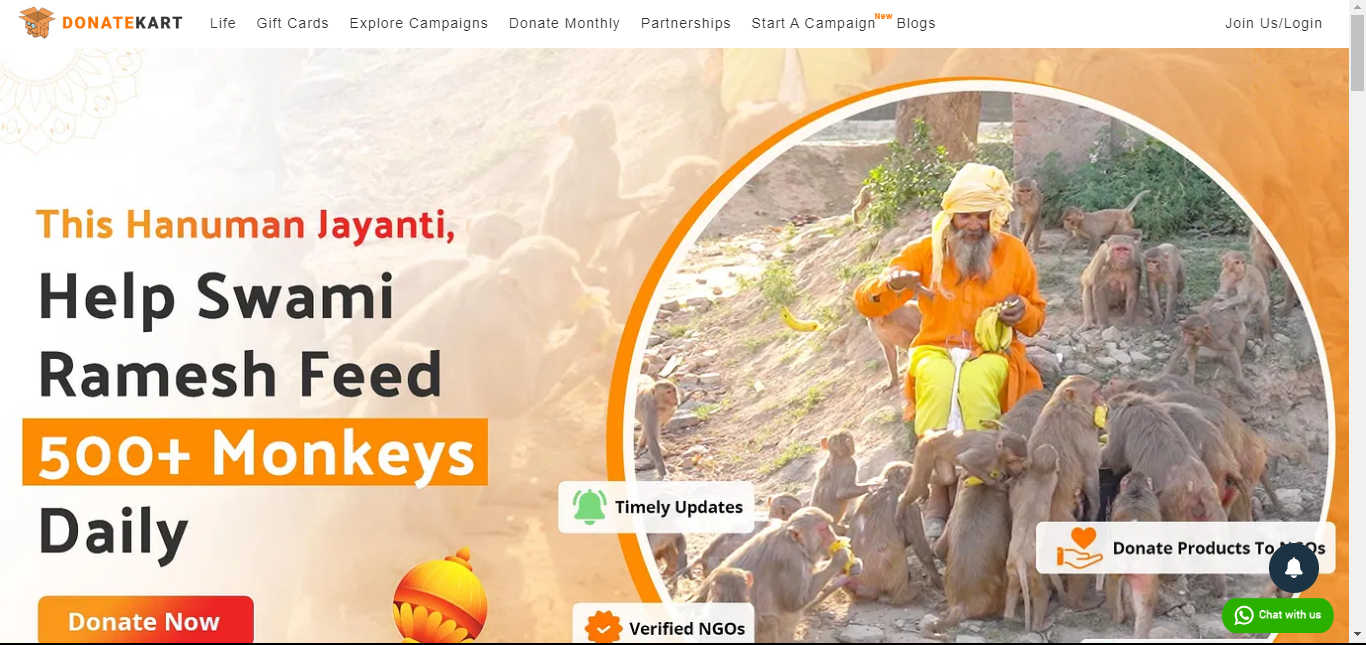 DONATEKART Life Gift Cards Explore Campaigns Donate Monthly Partnerships Start A Campaign New Blogs Join Us/Login
This Hanuman Jayanti,
Help Swami
Ramesh Feed
500+ Monkeys
Daily
Donate Now
Timely Updates
Verified NGOs
Donate Products To NGOs
Chat with us